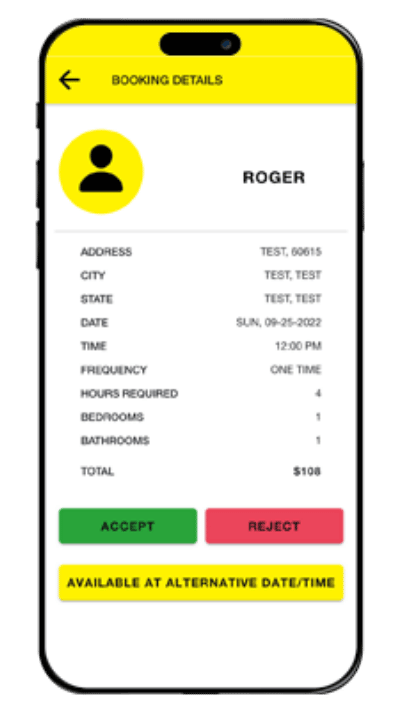 BOOKING DETAILS
ROGER
ADDRESS TEST, 60615
CITY TEST, TEST
STATE TEST, TEST
DATE SUN, 09-25-2022
TIME 12:00 PM
FREQUENCY ONE TIME
HOURS REQUIRED 4
BEDROOMS 1
BATHROOMS 1
TOTAL $108
ACCEPT REJECT
AVAILABLE AT ALTERNATIVE DATE/TIME